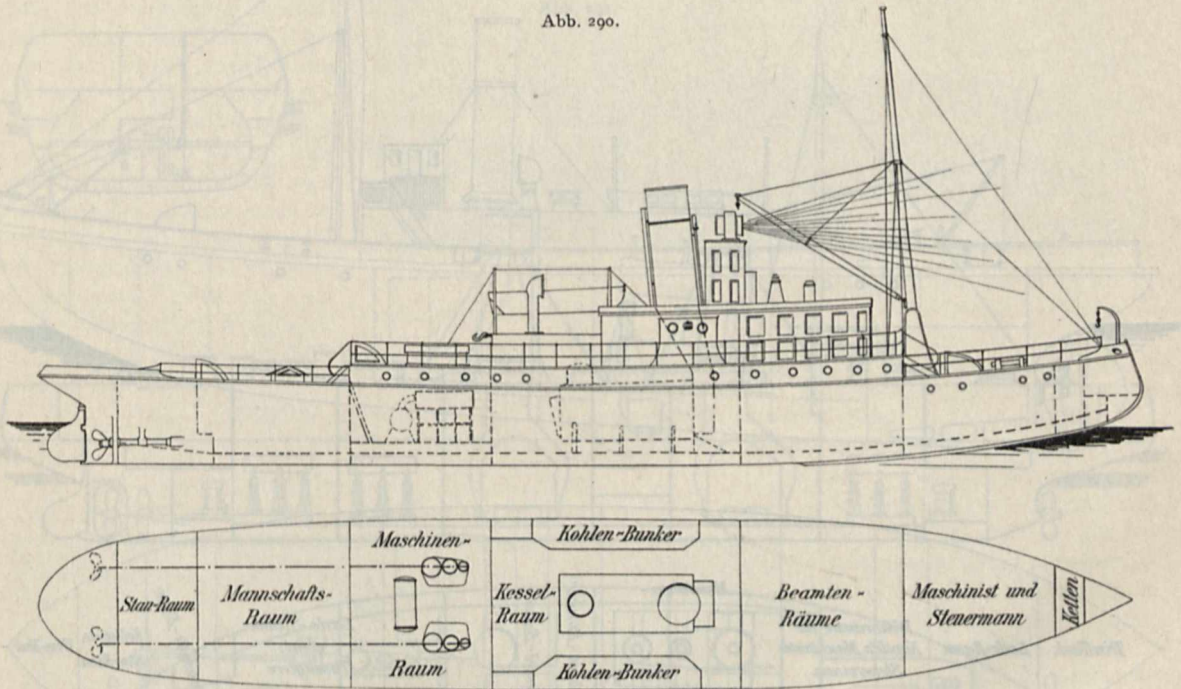 Abb. 290.
Maschinen-
Kohlen-Bunker
Stau-Raum
Mannschafts-
Raum
Kessel-
Raum
Beamten-
Räume
Maschinist und
Steuermann
Ketten
Raum
Kohlen-Bunker